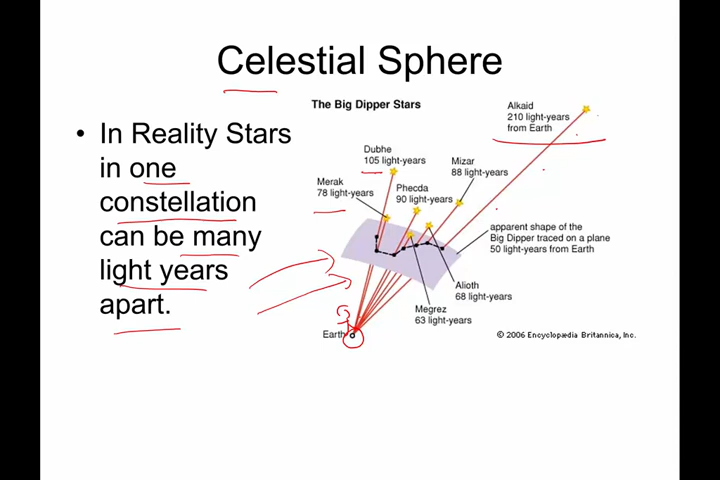 Celestial Sphere
• In Reality Stars
in one
constellation
can be many
light years
apart.
The Big Dipper Stars
Alkaid
210 light-years
from Earth
Dubhe
105 light-years
Mizar
88 light-years
Merak
78 light-years
Phecda
90 light-years
apparent shape of the
Big Dipper traced on a plane
50 light-years from Earth
Alioth
68 light-years
Megrez
63 light-years
Earth
© 2006 Encyclopædia Britannica, Inc.